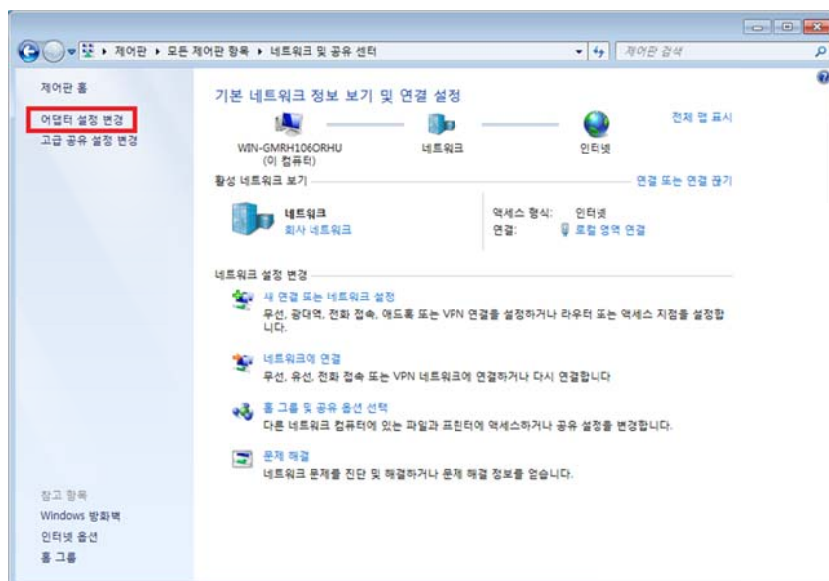 제어판 ▸ 모든 제어판 항목 ▸ 네트워크 및 공유 센터
제어판 검색
제어판 홈
어댑터 설정 변경
고급 공유 설정 변경
기본 네트워크 정보 보기 및 연결 설정
전체 맵 표시
WIN-GMRH106ORHU
(이 컴퓨터)
네트워크
인터넷
활성 네트워크 보기
연결 또는 연결 끊기
네트워크
회사 네트워크
액세스 형식: 인터넷
연결: 로컬 영역 연결
네트워크 설정 변경
새 연결 또는 네트워크 설정
무선, 광대역, 전화 접속, 애드혹 또는 VPN 연결을 설정하거나 라우터 또는 액세스 지점을 설정합
니다.
네트워크에 연결
무선, 유선, 전화 접속 또는 VPN 네트워크에 연결하거나 다시 연결합니다
홈 그룹 및 공유 옵션 선택
다른 네트워크 컴퓨터에 있는 파일과 프린터에 액세스하거나 공유 설정을 변경합니다.
문제 해결
네트워크 문제를 진단 및 해결하거나 문제 해결 정보를 얻습니다.
참고 항목
Windows 방화벽
인터넷 옵션
홈 그룹